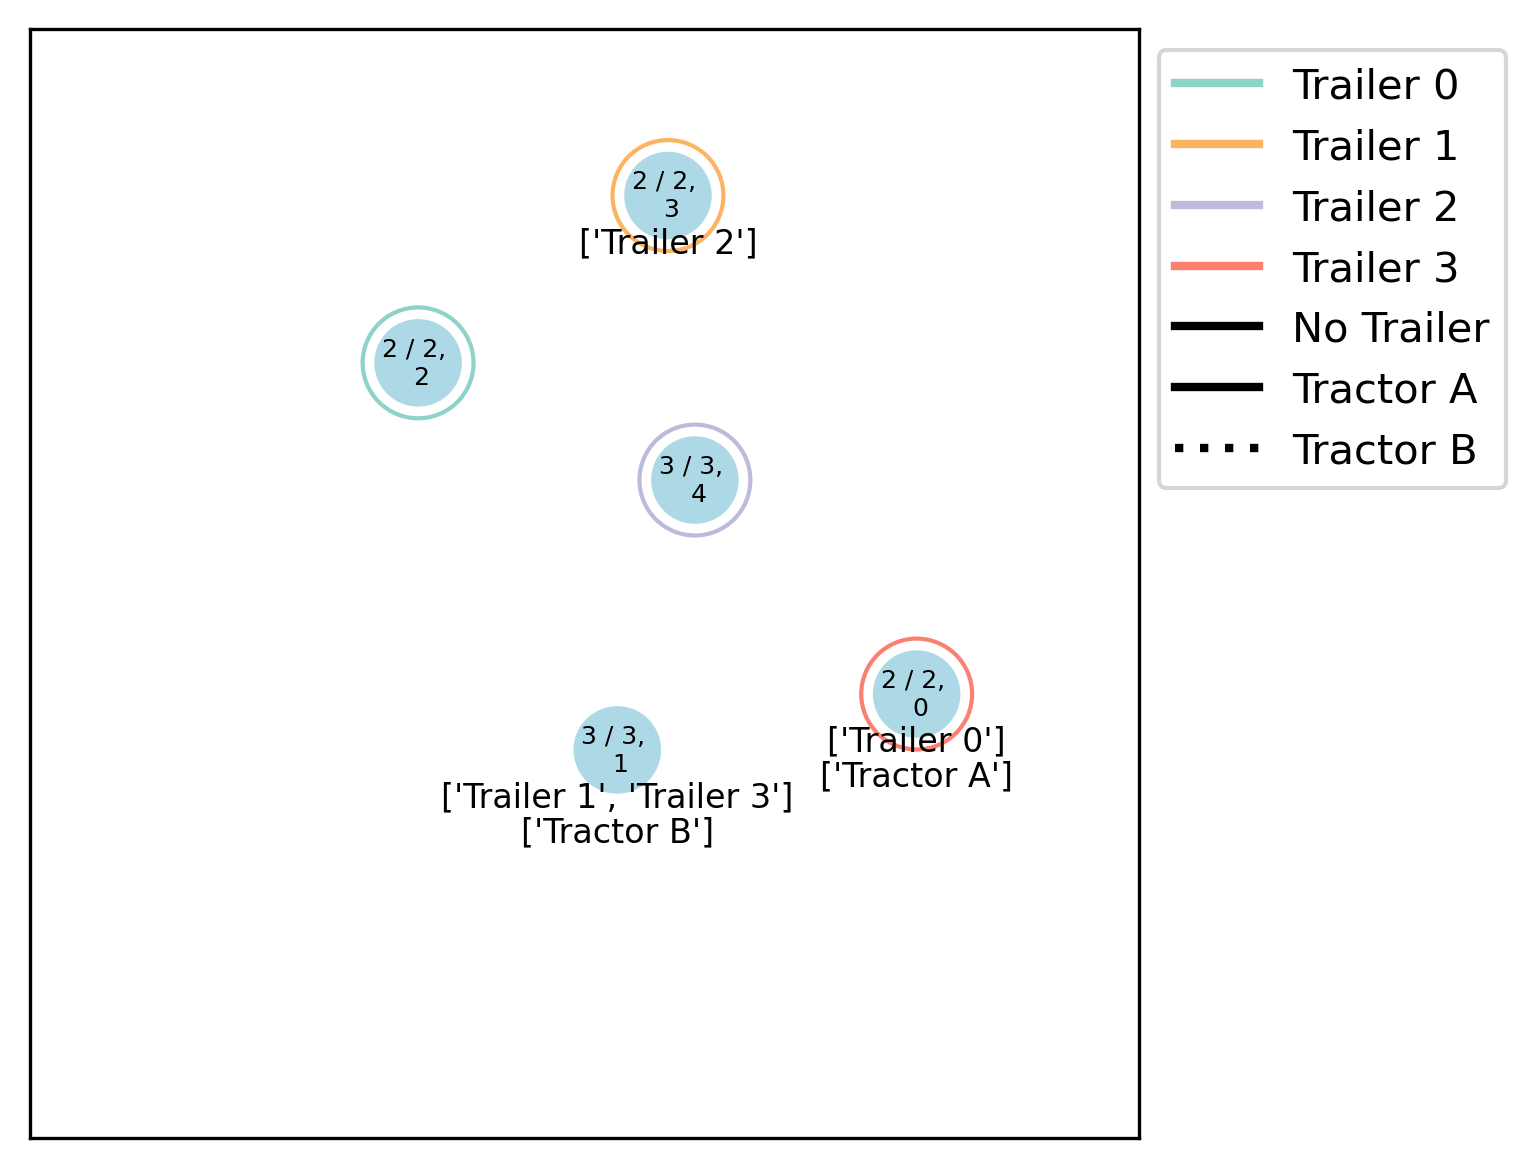 2 / 2,
3
['Trailer 2']
2 / 2,
2
3 / 3,
4
2 / 2,
0
['Trailer 0']
['Tractor A']
3 / 3,
1
['Trailer 1', 'Trailer 3']
['Tractor B']
Trailer 0
Trailer 1
Trailer 2
Trailer 3
No Trailer
Tractor A
Tractor B